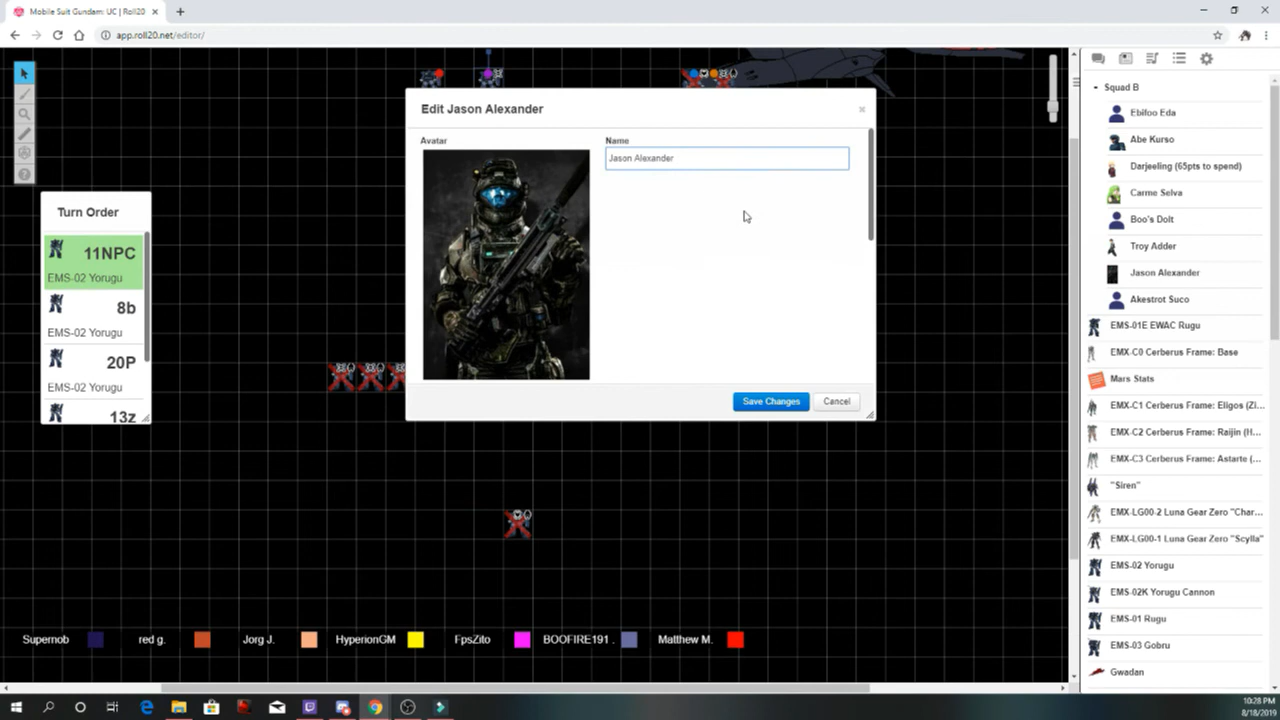 Mobile Suit Gundam: UC | Roll20
app.roll20.net/editor/
Turn Order
11NPC
EMS-02 Yorugu
8b
EMS-02 Yorugu
20P
EMS-02 Yorugu
13z
Edit Jason Alexander
Avatar
Name
Jason Alexander
Save Changes
Cancel
Squad B
Ebifoo Eda
Abe Kurso
Darjeeling (65pts to spend)
Carme Selva
Boo's Dolt
Troy Adder
Jason Alexander
Akestrot Suco
EMS-01E EWAC Rugu
EMX-C0 Cerberus Frame: Base
Mars Stats
EMX-C1 Cerberus Frame: Eligos (Zi...
EMX-C2 Cerberus Frame: Raijin (H...
EMX-C3 Cerberus Frame: Astarte (...
"Siren"
EMX-LG00-2 Luna Gear Zero "Char...
EMX-LG00-1 Luna Gear Zero "Scylla"
EMS-02 Yorugu
EMS-02K Yorugu Cannon
EMS-01 Rugu
EMS-03 Gobru
Gwadan
Supernob
red g.
Jorg J.
HyperionGM
FpsZito
BOOFIRE191 .
Matthew M.
10:28 PM
8/18/2019